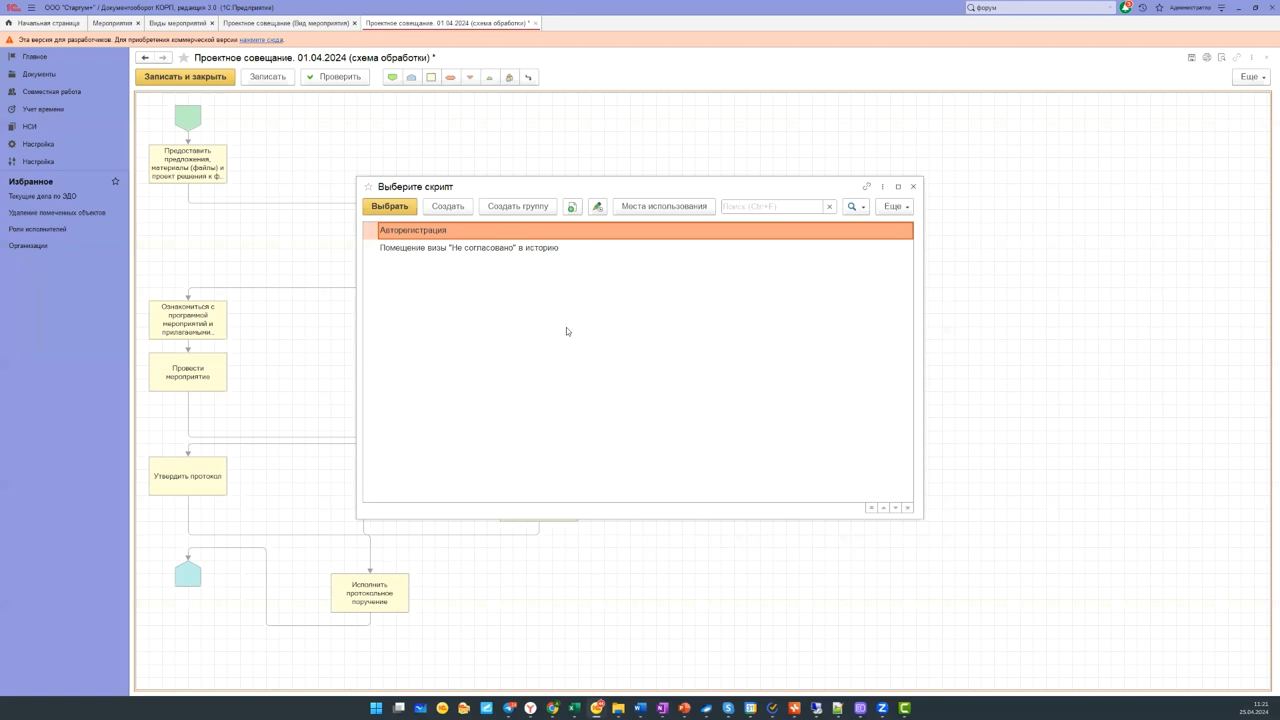 ООО "Стартум+" / Документооборот КОРП, редакция 3.0 (1С:Предприятие)
форум
Администратор
Начальная страница
Мероприятия ×
Виды мероприятий ×
Проектное совещание (Вид мероприятия) ×
Проектное совещание. 01.04.2024 (схема обработки) * ×
Эта версия для разработчиков. Для приобретения коммерческой версии нажмите сюда.
Главное
Документы
Совместная работа
Учет времени
НСИ
Настройка
Настройка
Избранное
Текущие дела по ЭДО
Удаление помеченных объектов
Роли исполнителей
Организации
Проектное совещание. 01.04.2024 (схема обработки) *
Записать и закрыть
Записать
Проверить
Еще
Предоставить
предложения,
материалы (файлы) и
проект решения к ф..
Ознакомиться с
программой
мероприятий и
прилагаемыми..
Провести
мероприятие
Утвердить протокол
Исполнить
протокольное
поручение
Выберите скрипт
Выбрать
Создать
Создать группу
Места использования
Поиск (Ctrl+F)
Еще
Авторегистрация
Помещение визы "Не согласовано" в историю
11:21
25.04.2024